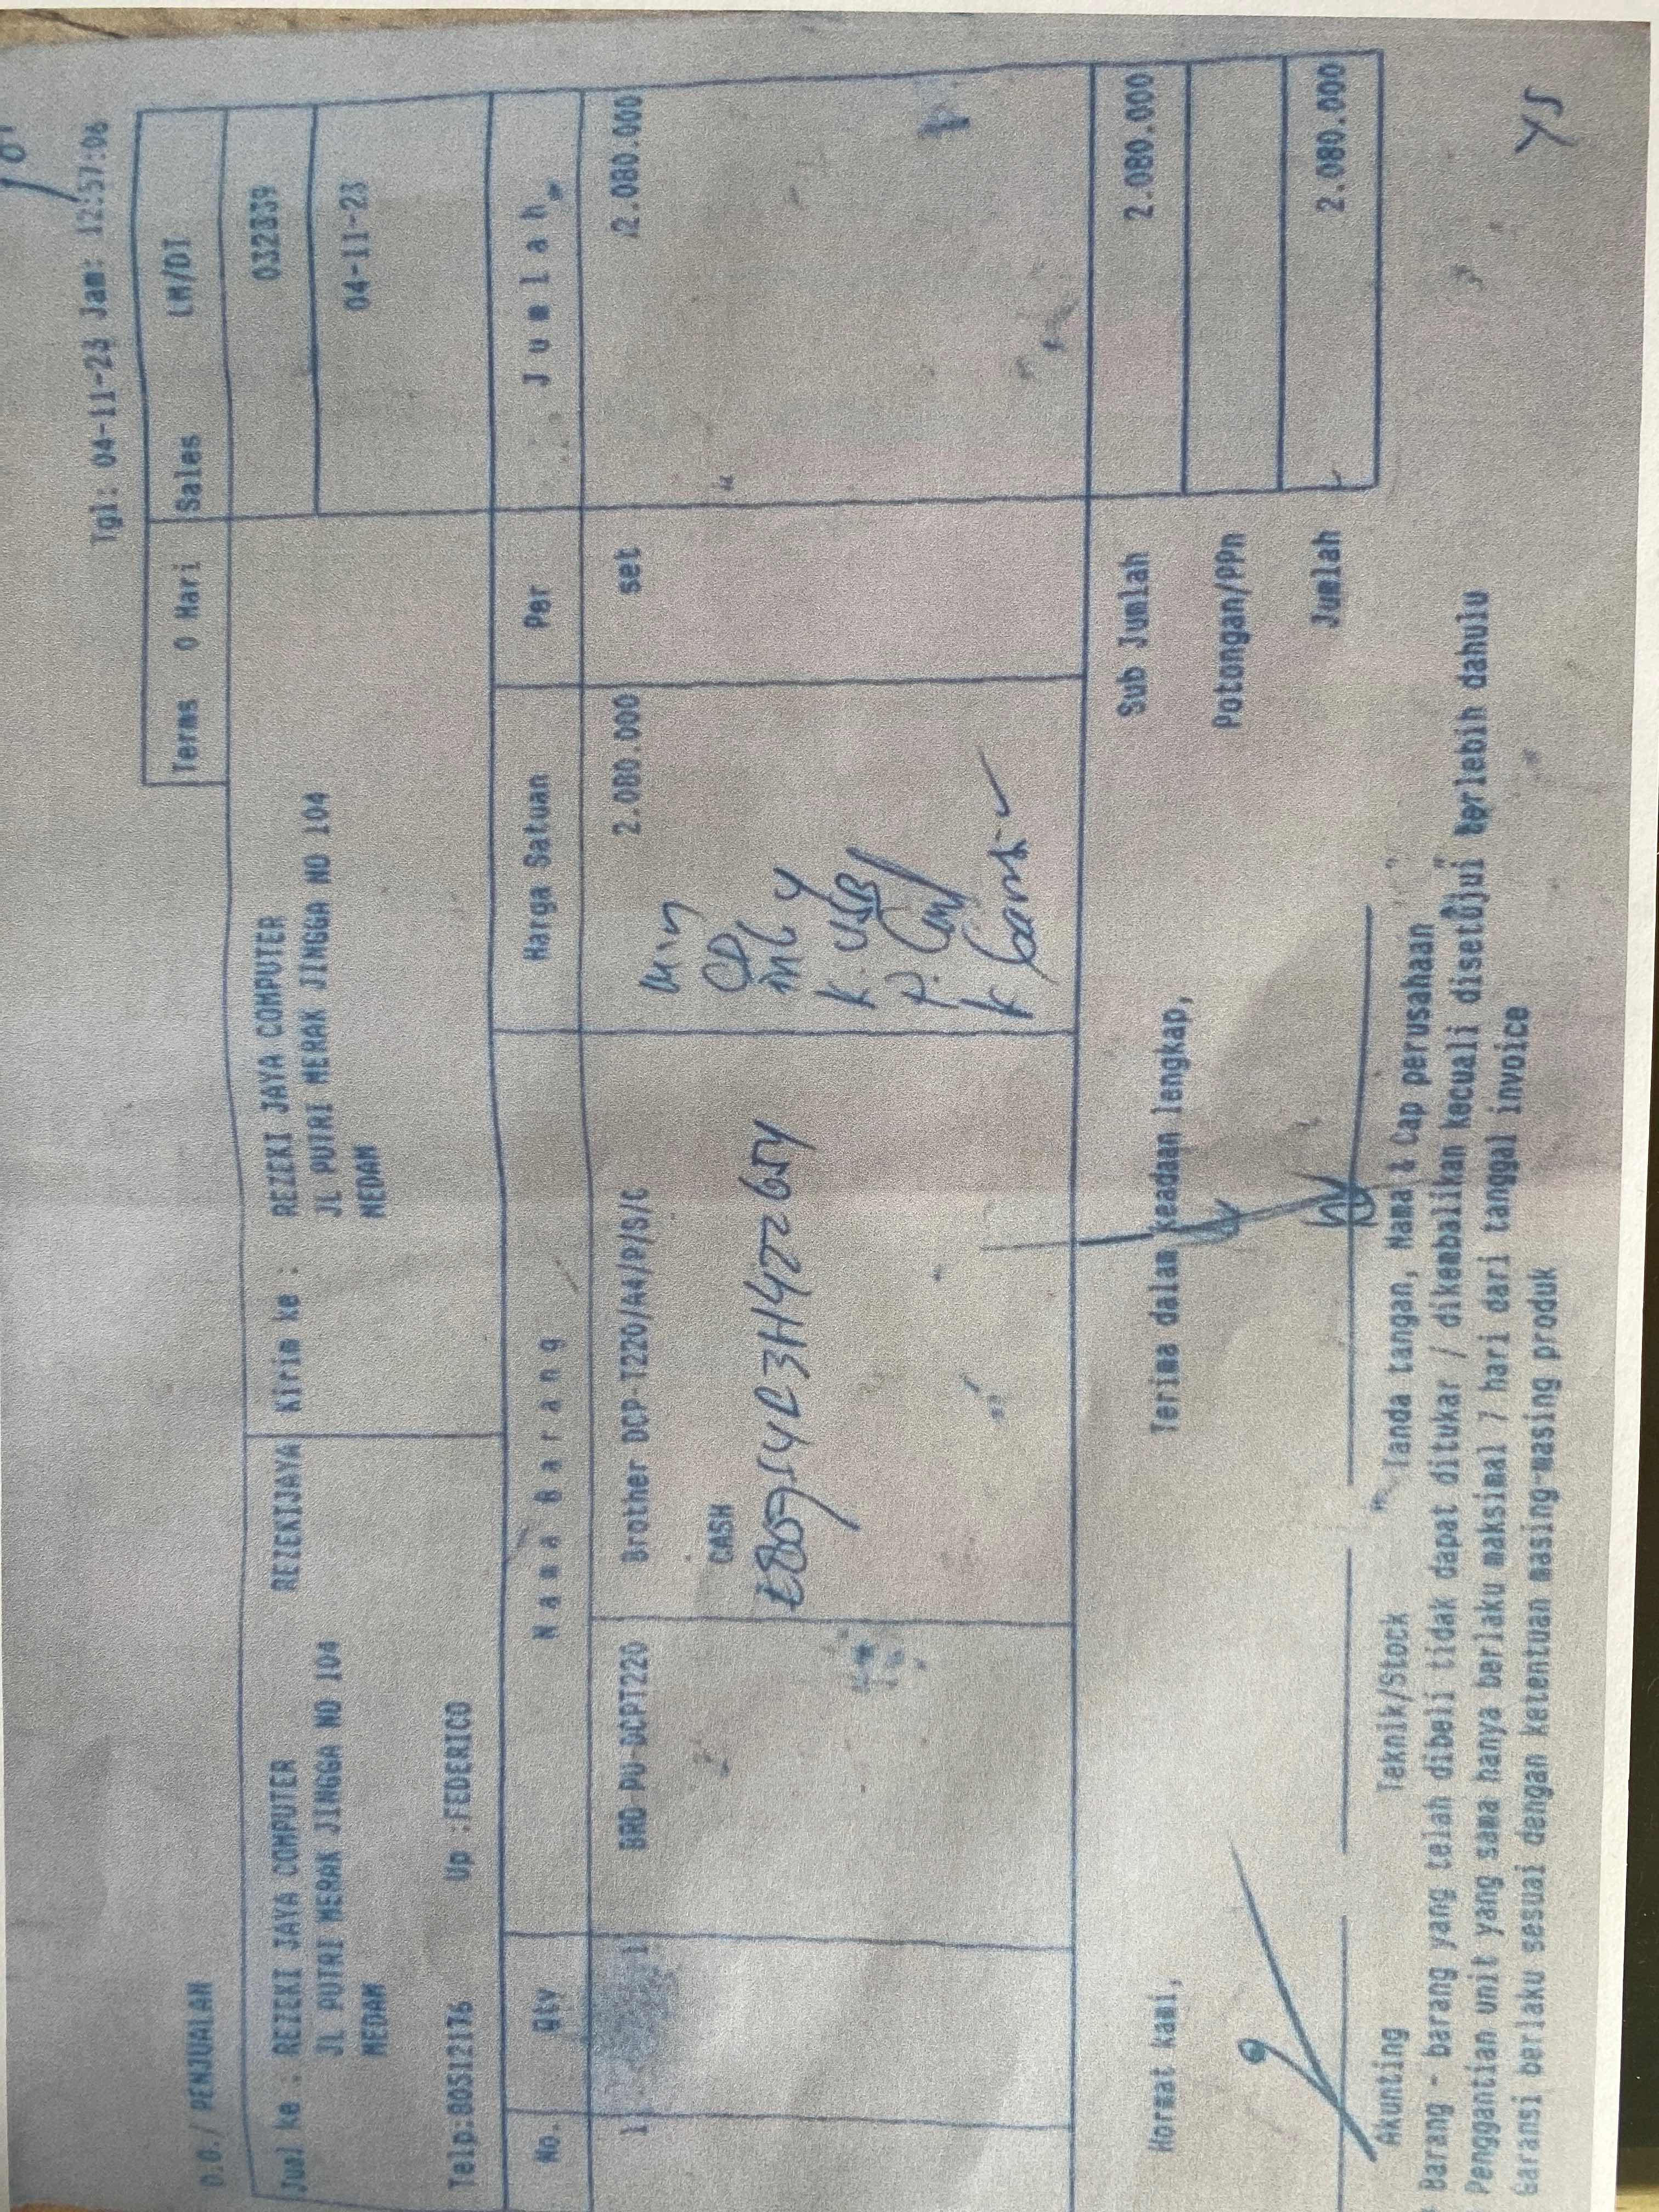 Tgl: 04-11-23 Jam: 12:57:06
D.O./ PENJUALAN
Terms 0 Hari Sales LM/DI
Jual ke : REZEKI JAYA COMPUTER REZEKIJAYA Kirim ke : REZEKI JAYA COMPUTER 032839
JL PUTRI MERAK JINGGA NO 104 JL PUTRI MERAK JINGGA NO 104
MEDAN MEDAN 04-11-23
Telp:80512176 Up :FEDERICO
No. Qty Nama Barang Harga Satuan Per Jumlah
1 1 BRO-PU-DCPT220 Brother DCP-T220/A4/P/S/C 2.080.000 set 2.080.000
CASH
CD
K. USB
Sub Jumlah 2.080.000
Hormat kami, Terima dalam keadaan lengkap,
Potongan/PPn
Jumlah 2.080.000
Akunting Teknik/Stock Tanda tangan, Nama & Cap perusahaan
Barang - barang yang telah dibeli tidak dapat ditukar / dikembalikan kecuali disetujui terlebih dahulu
Penggantian unit yang sama hanya berlaku maksimal 7 hari dari tanggal invoice
Garansi berlaku sesuai dengan ketentuan masing-masing produk
YS